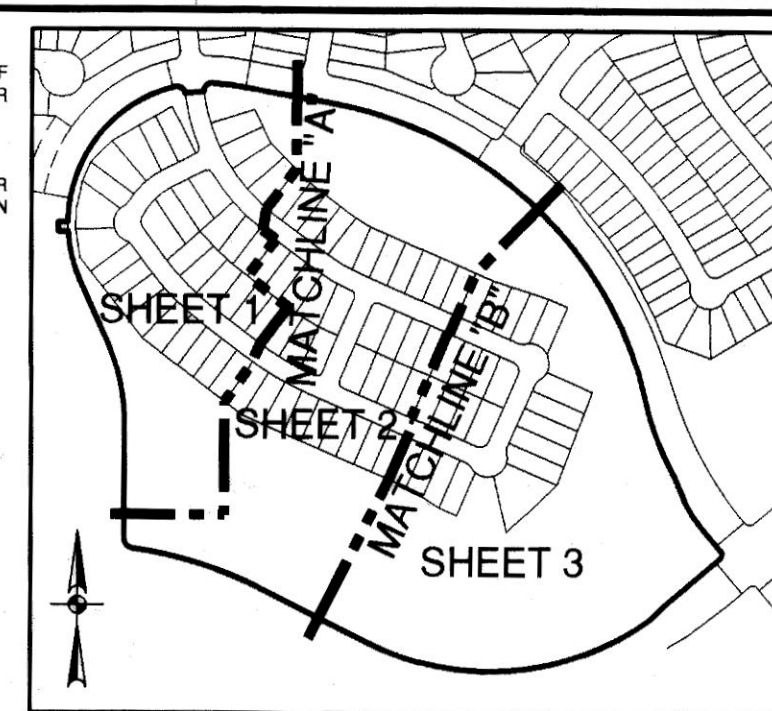 F
R
R
N
MATCHLINE "A"
SHEET 1
MATCHLINE "B"
SHEET 2
SHEET 3